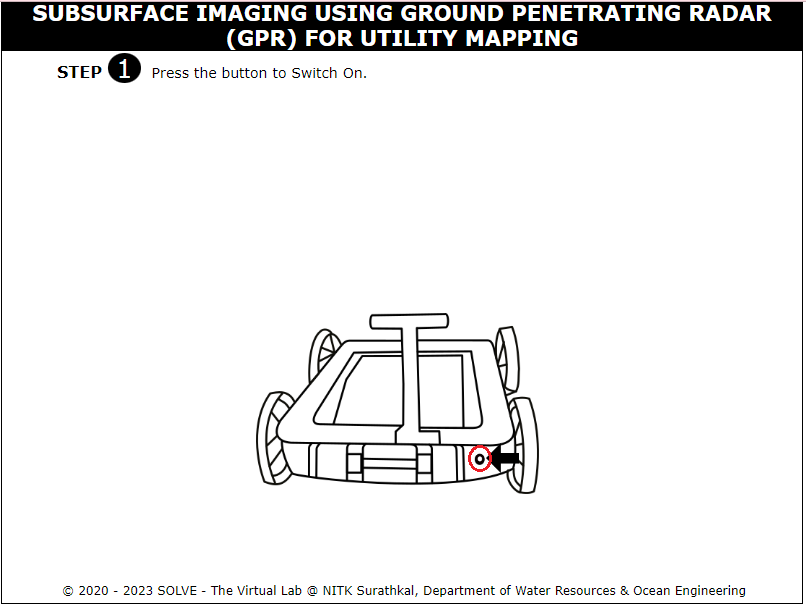 SUBSURFACE IMAGING USING GROUND PENETRATING RADAR
(GPR) FOR UTILITY MAPPING
STEP 1 Press the button to Switch On.
© 2020 - 2023 SOLVE - The Virtual Lab @ NITK Surathkal, Department of Water Resources & Ocean Engineering